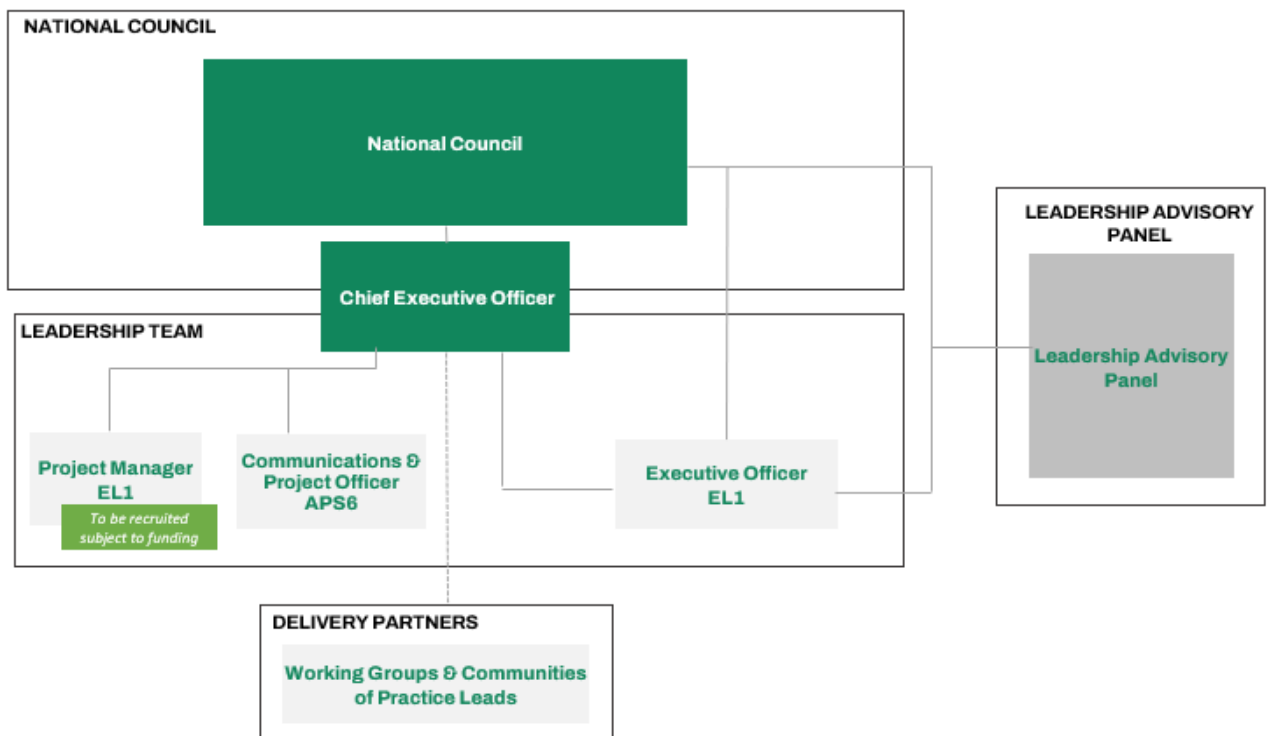 NATIONAL COUNCIL
National Council
Chief Executive Officer
LEADERSHIP ADVISORY
PANEL
Leadership Advisory
Panel
LEADERSHIP TEAM
Project Manager
EL1
To be recruited
subject to funding
Communications &
Project Officer
APS6
Executive Officer
EL1
DELIVERY PARTNERS
Working Groups & Communities
of Practice Leads